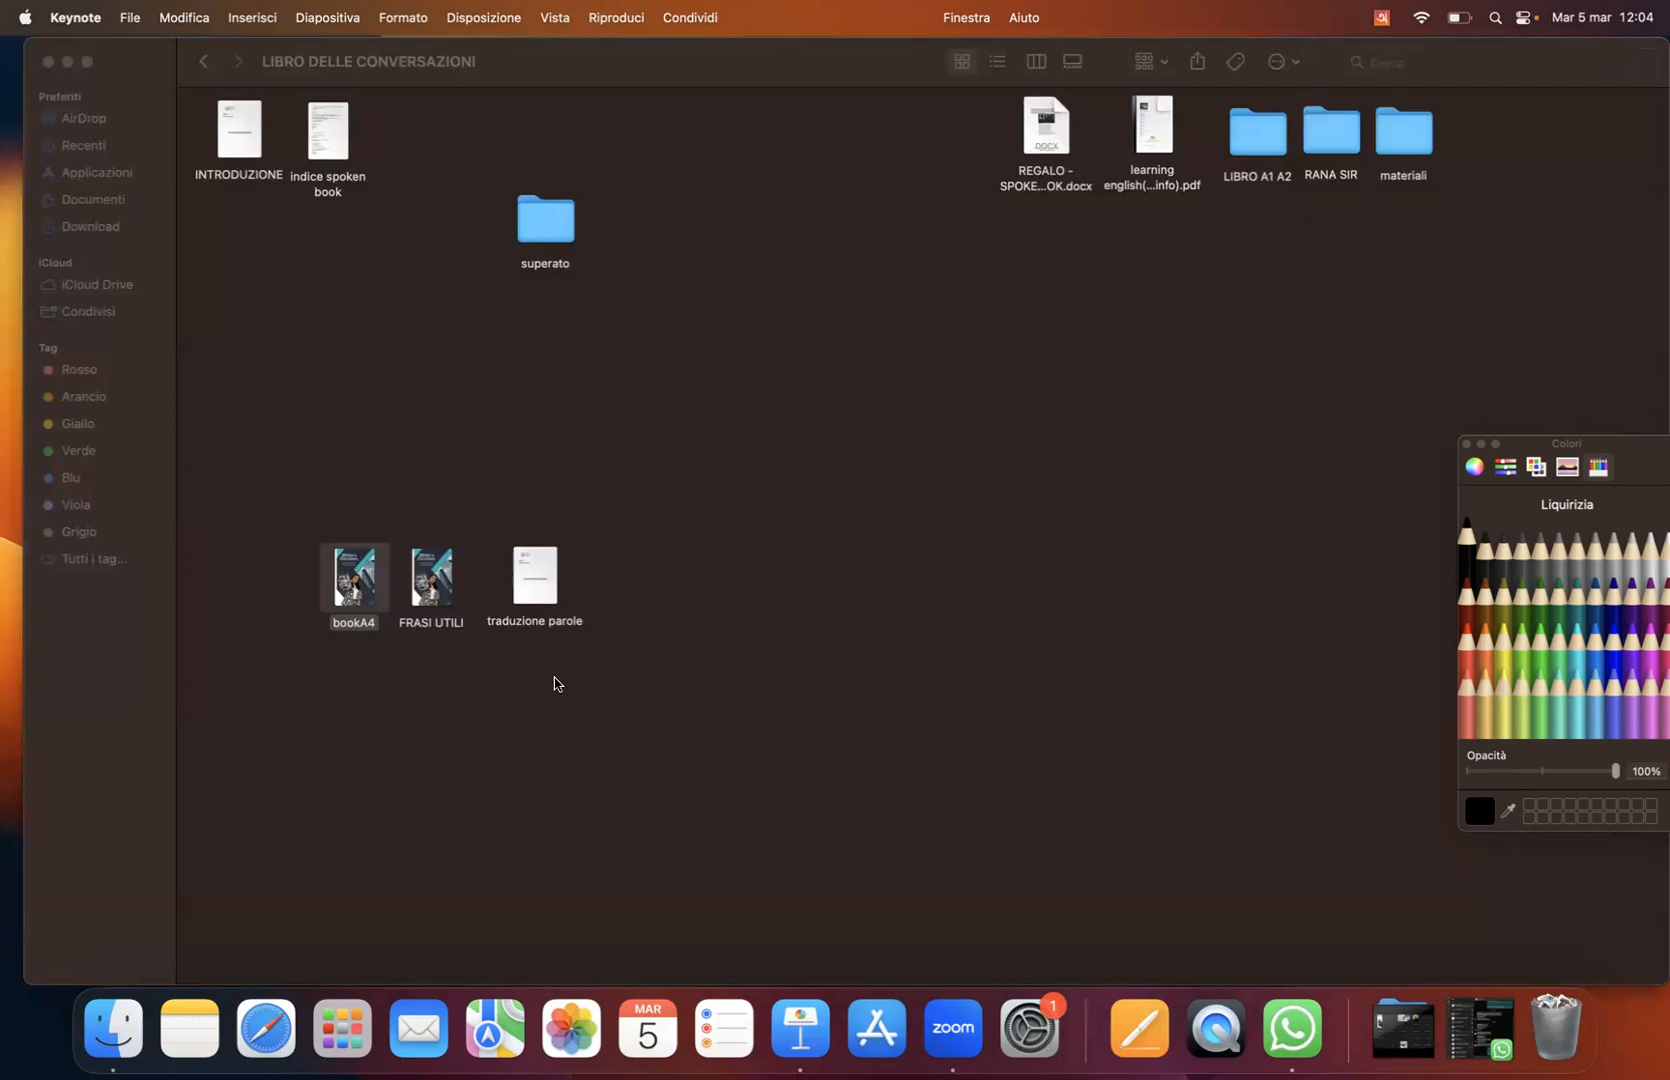 Keynote File Modifica Inserisci Diapositiva Formato Disposizione Vista Riproduci Condividi Finestra Aiuto Mar 5 mar 12:04
LIBRO DELLE CONVERSAZIONI
Cerca
Preferiti
AirDrop
Recenti
Applicazioni
Documenti
Download
iCloud
iCloud Drive
Condivisi
Tag
Rosso
Arancio
Giallo
Verde
Blu
Viola
Grigio
Tutti i tag...
INTRODUZIONE
indice spoken
book
superato
DOCX
REGALO -
SPOKE...OK.docx
learning
english(...info).pdf
LIBRO A1 A2
RANA SIR
materiali
bookA4
FRASI UTILI
traduzione parole
Colori
Liquirizia
Opacità
100%
MAR
5
zoom
1